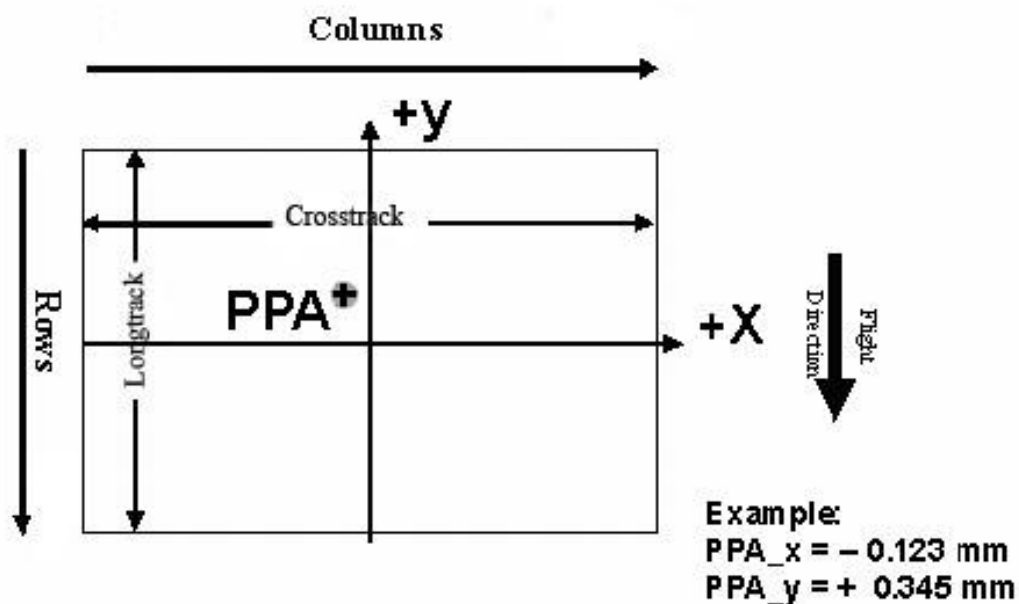 Columns
+y
Crosstrack
Rows
Longtrack
PPA+
+X
Flight
Direction
Example:
PPA_x = – 0.123 mm
PPA_y = + 0.345 mm